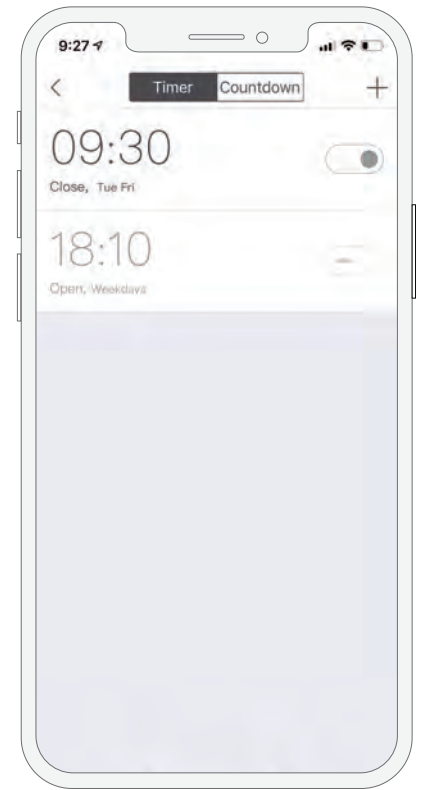 9:27
Timer Countdown
09:30
Close, Tue Fri
18:10
Open, Weekdays